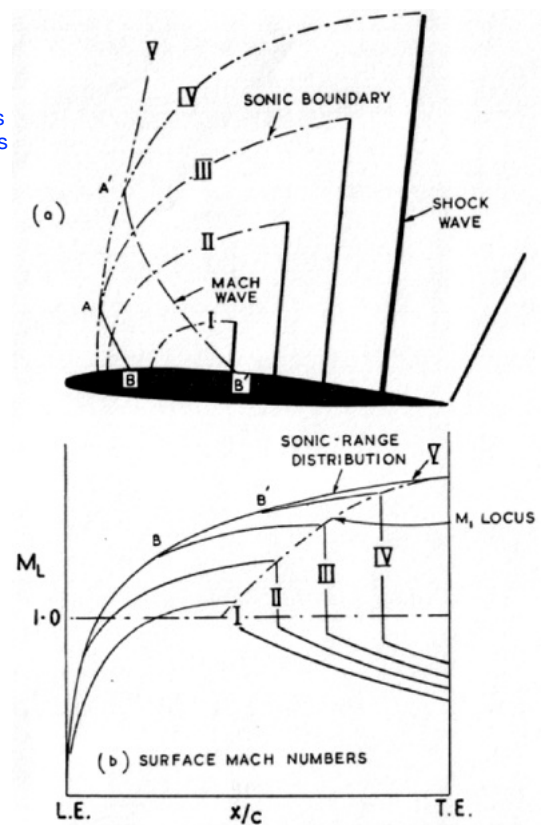 V
IV
SONIC BOUNDARY
III
s
s
A'
(a)
SHOCK
WAVE
II
MACH
WAVE
A
I
B
B'
SONIC-RANGE
DISTRIBUTION
V
B'
B
M₁ LOCUS
M_L
IV
III
II
1·0
I
(b) SURFACE MACH NUMBERS
L.E.
x/c
T.E.